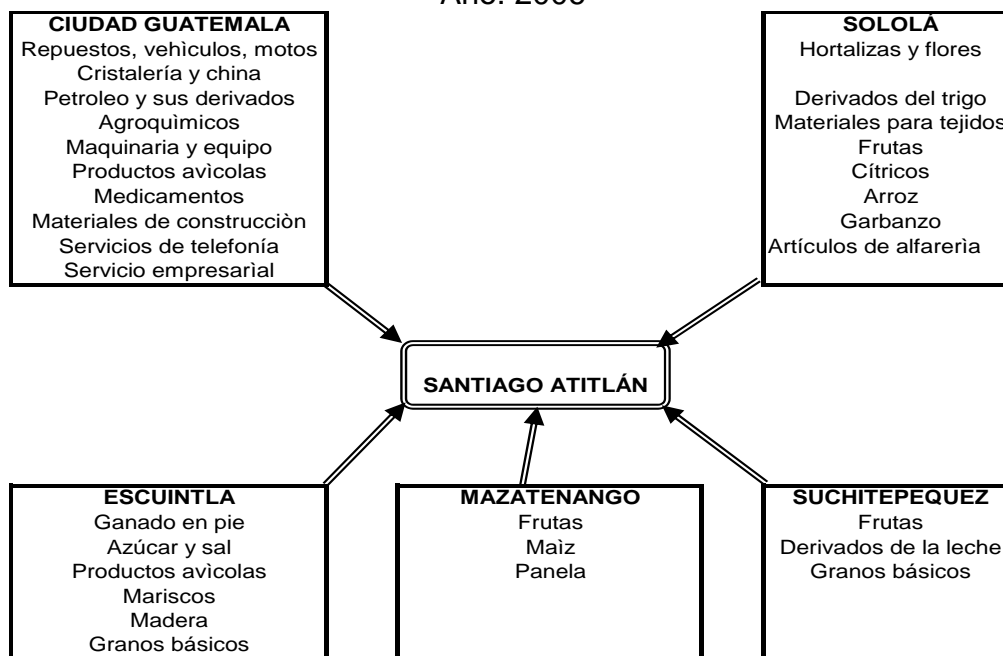 CIUDAD GUATEMALA
Repuestos, vehìculos, motos
Cristalería y china
Petroleo y sus derivados
Agroquìmicos
Maquinaria y equipo
Productos avìcolas
Medicamentos
Materiales de construcciòn
Servicios de telefonía
Servicio empresarìal
SOLOLÁ
Hortalizas y flores
Derivados del trigo
Materiales para tejidos
Frutas
Cítricos
Arroz
Garbanzo
Artículos de alfarerìa
SANTIAGO ATITLÁN
ESCUINTLA
Ganado en pie
Azúcar y sal
Productos avìcolas
Mariscos
Madera
Granos básicos
MAZATENANGO
Frutas
Maìz
Panela
SUCHITEPEQUEZ
Frutas
Derivados de la leche
Granos básicos